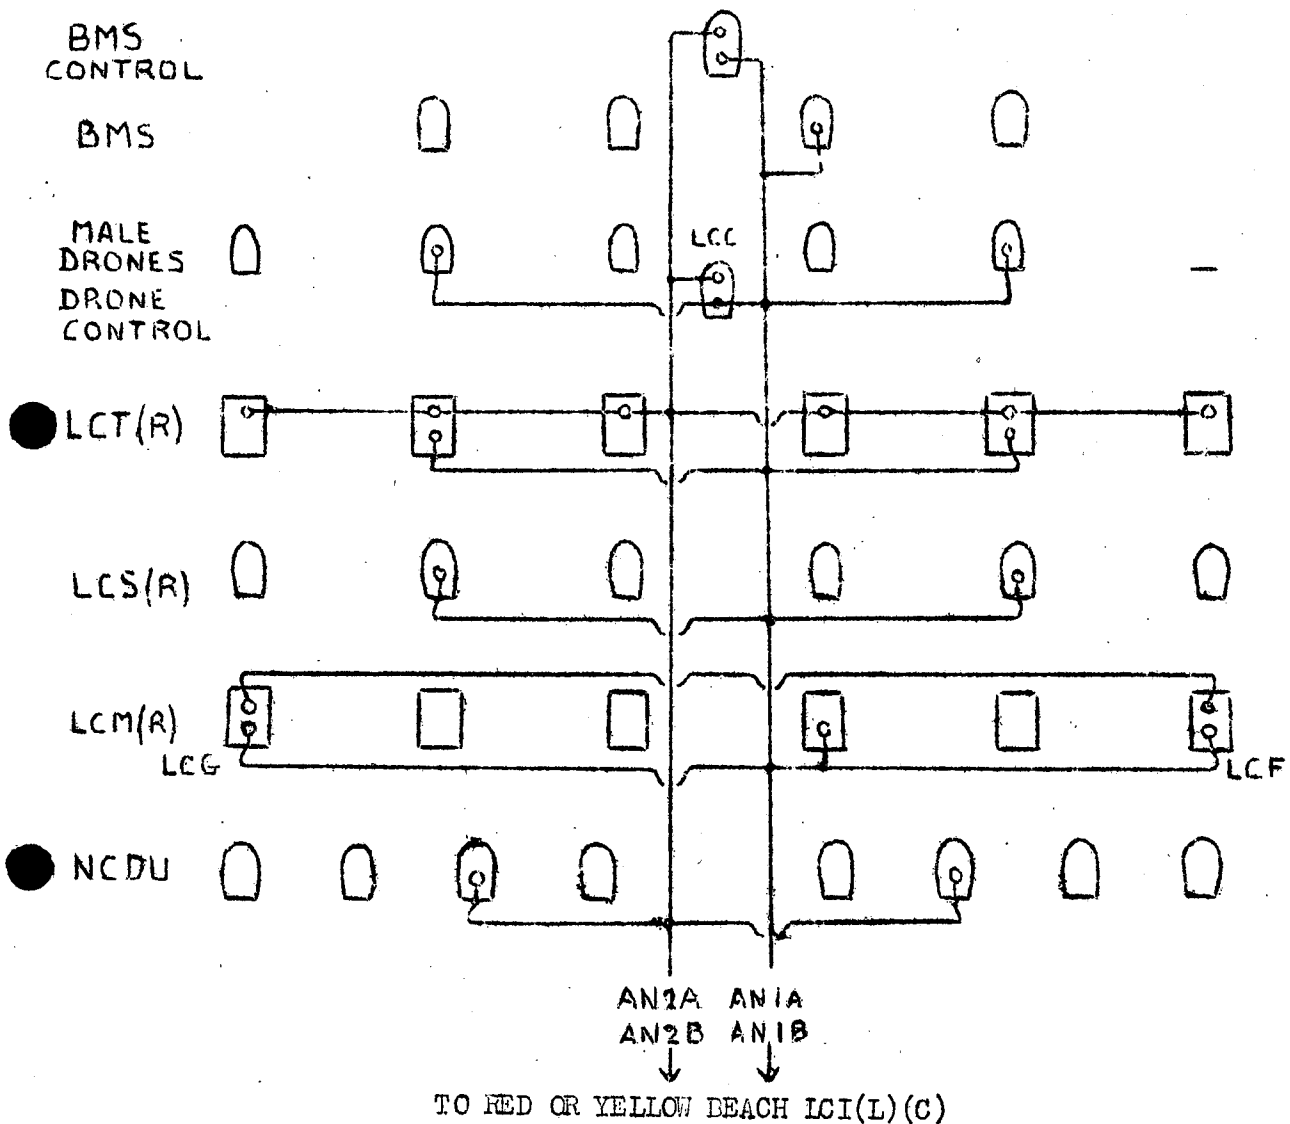 BMS
CONTROL
BMS
MALE
DRONES
LCC
DRONE
CONTROL
LCT(R)
LCS(R)
LCM(R)
LCG
LCF
NCDU
AN2A AN1A
AN2B AN1B
TO RED OR YELLOW BEACH LCI(L)(C)